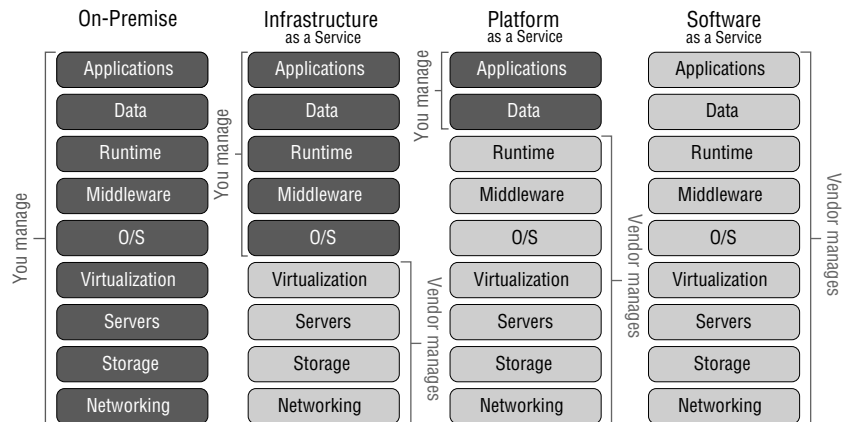 On-Premise
Applications
Data
Runtime
Middleware
O/S
Virtualization
Servers
Storage
Networking
You manage
Infrastructure
as a Service
Applications
Data
Runtime
Middleware
O/S
Virtualization
Servers
Storage
Networking
You manage
Vendor manages
Platform
as a Service
Applications
Data
Runtime
Middleware
O/S
Virtualization
Servers
Storage
Networking
You manage
Vendor manages
Software
as a Service
Applications
Data
Runtime
Middleware
O/S
Virtualization
Servers
Storage
Networking
Vendor manages